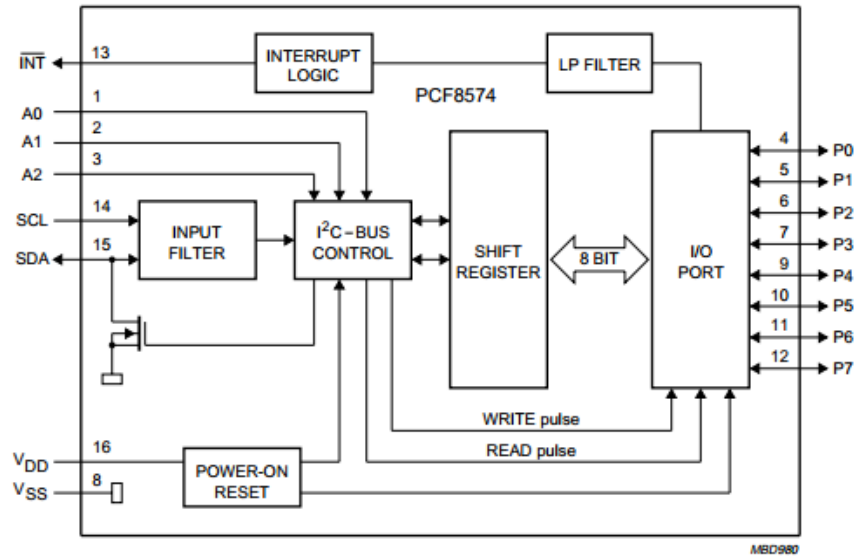 INT
13
INTERRUPT
LOGIC
LP FILTER
PCF8574
A0
1
A1
2
A2
3
SCL
14
SDA
15
INPUT
FILTER
I²C – BUS
CONTROL
SHIFT
REGISTER
8 BIT
I/O
PORT
4
P0
5
P1
6
P2
7
P3
9
P4
10
P5
11
P6
12
P7
WRITE pulse
READ pulse
VDD
16
VSS
8
POWER-ON
RESET
MBD980